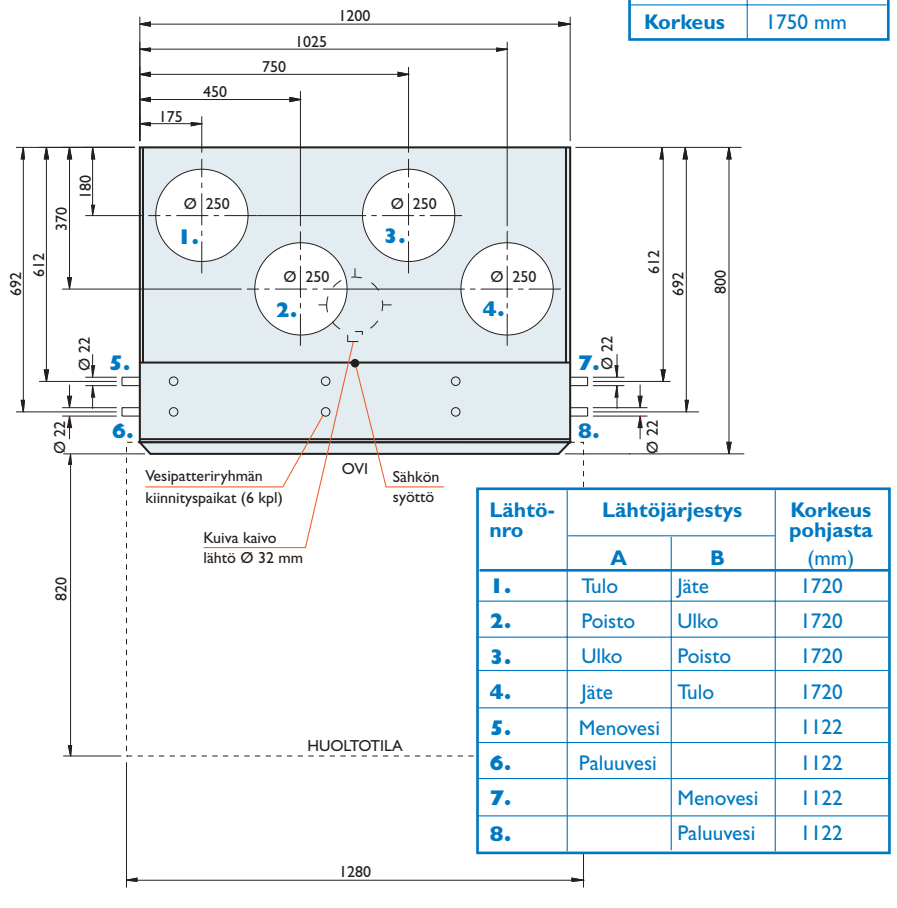 1200
Korkeus 1750 mm
1025
750
450
175
180
370
612
692
612
692
800
Ø 250
1.
Ø 250
3.
Ø 250
2.
Ø 250
4.
Ø 22
5.
7.
Ø 22
Ø 22
6.
8.
Ø 22
OVI
Vesipatteriryhmän
kiinnityspaikat (6 kpl)
Sähkön
syöttö
Kuiva kaivo
lähtö Ø 32 mm
820
HUOLTOTILA
1280
Lähtö-
nro
Lähtöjärjestys
Korkeus
pohjasta
A B (mm)
1. Tulo Jäte 1720
2. Poisto Ulko 1720
3. Ulko Poisto 1720
4. Jäte Tulo 1720
5. Menovesi 1122
6. Paluuvesi 1122
7. Menovesi 1122
8. Paluuvesi 1122